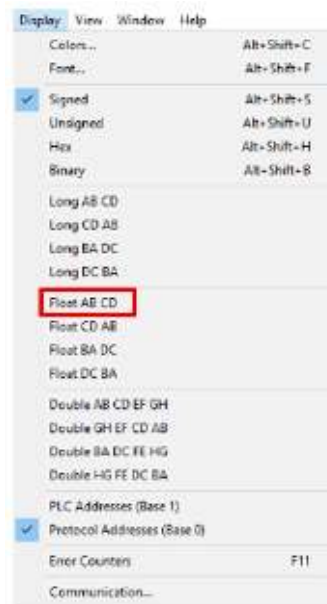 Display View Window Help
Colors... Alt+Shift+C
Font... Alt+Shift+F
Signed Alt+Shift+S
Unsigned Alt+Shift+U
Hex Alt+Shift+H
Binary Alt+Shift+B
Long AB CD
Long CD AB
Long BA DC
Long DC BA
Float AB CD
Float CD AB
Float BA DC
Float DC BA
Double AB CD EF GH
Double GH EF CD AB
Double BA DC FE HG
Double HG FE DC BA
PLC Addresses (Base 1)
Protocol Addresses (Base 0)
Error Counters F11
Communication...